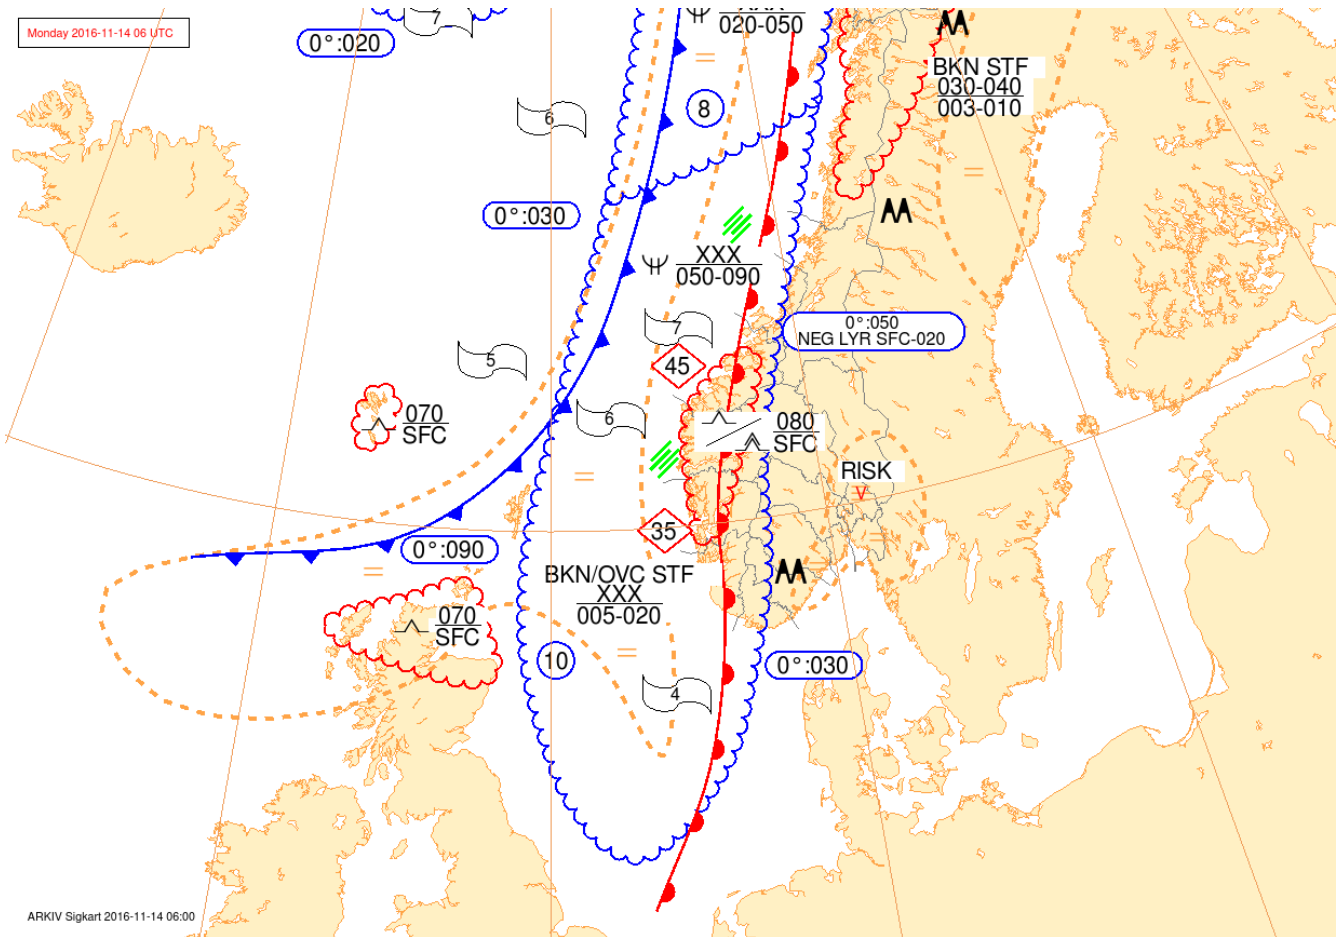 7
Monday 2016-11-14 06 UTC
0°:020
XXX
020-050
BKN STF
030-040
003-010
6
8
0°:030
XXX
050-090
7
0°:050
NEG LYR SFC-020
5
45
070
SFC
6
080
SFC
RISK
35
0°:090
BKN/OVC STF
XXX
005-020
070
SFC
10
0°:030
4
ARKIV Sigkart 2016-11-14 06:00